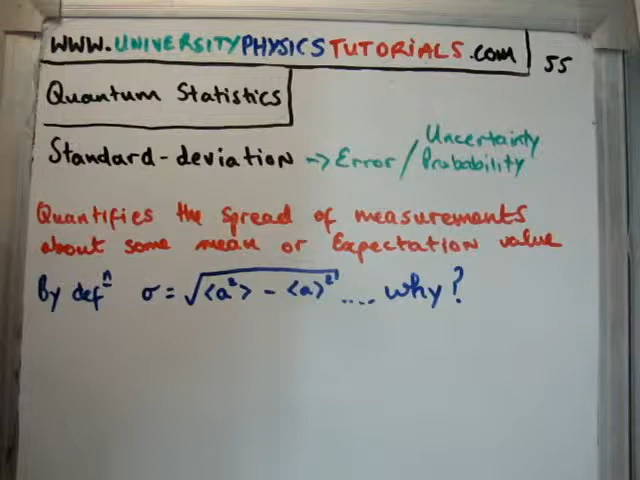 WWW.UNIVERSITYPHYSICSTUTORIALS.COM
55
Quantum Statistics
Standard-deviation → Error / Uncertainty
Probability
Quantifies the spread of measurements
about some mean or Expectation value
By defⁿ σ = √<a²> - <a>² .... why?